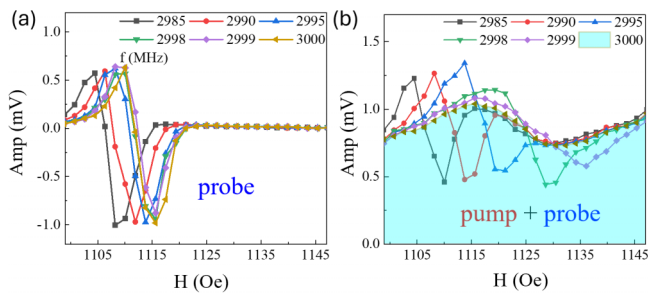 (a)
2985 2990 2995
2998 2999 3000
f (MHz)
1.0
0.5
0.0
-0.5
-1.0
Amp (mV)
probe
1105 1115 1125 1135 1145
H (Oe)
(b)
2985 2990 2995
2998 2999 3000
1.5
1.0
0.5
0.0
Amp (mV)
pump + probe
1105 1115 1125 1135 1145
H (Oe)